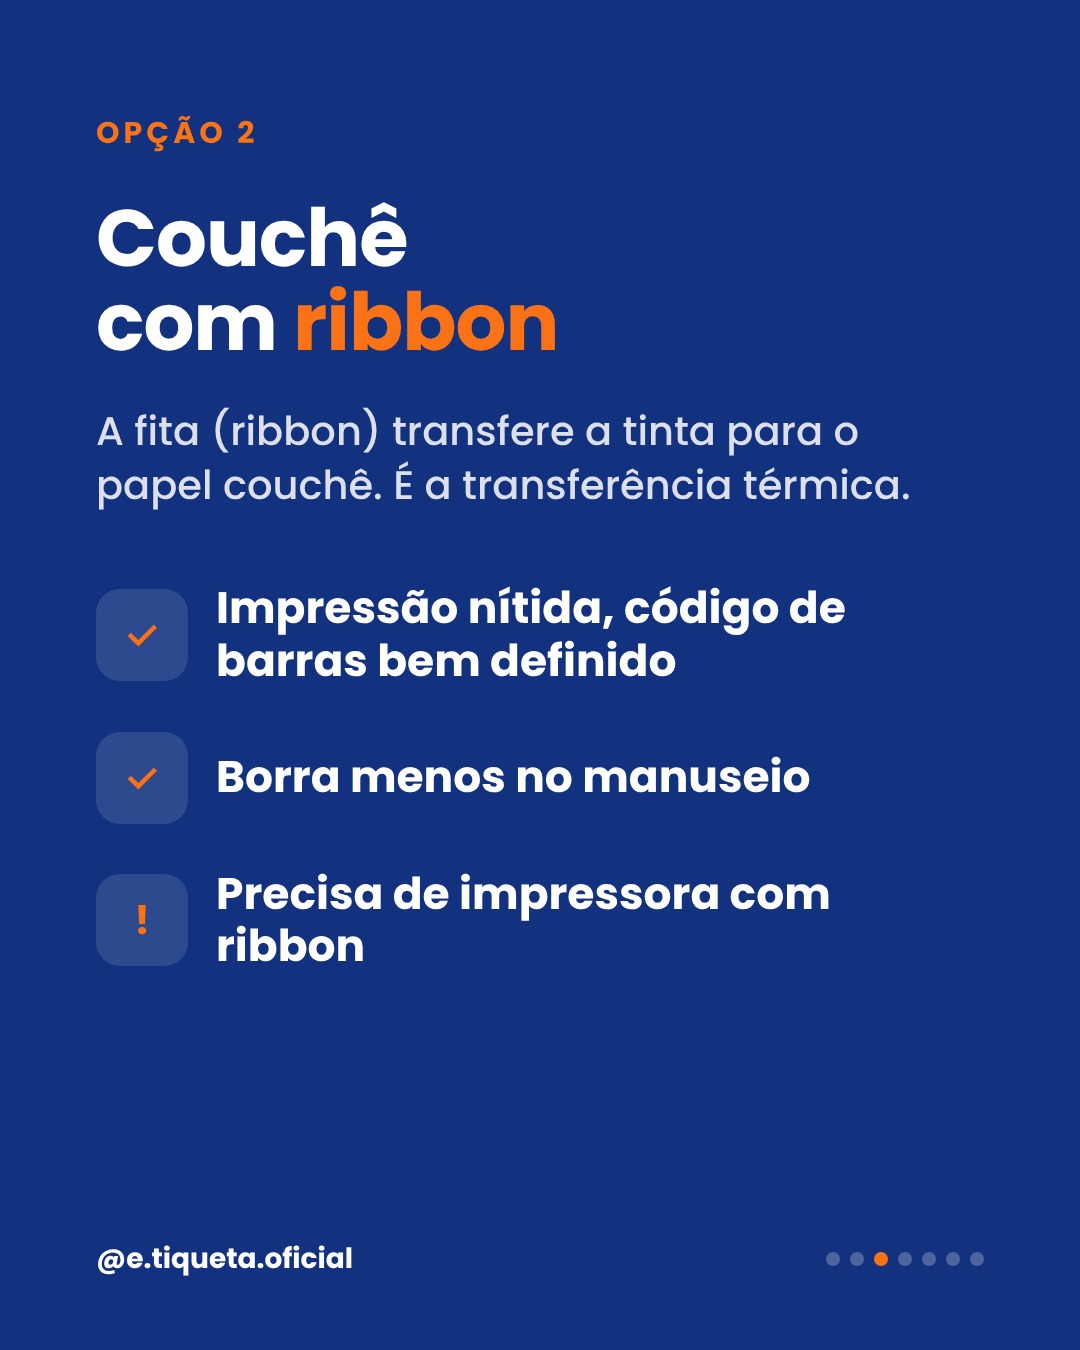 OPÇÃO 2
Couchê
com ribbon
A fita (ribbon) transfere a tinta para o
papel couchê. É a transferência térmica.
Impressão nítida, código de
barras bem definido
Borra menos no manuseio
!
Precisa de impressora com
ribbon
@e.tiqueta.oficial